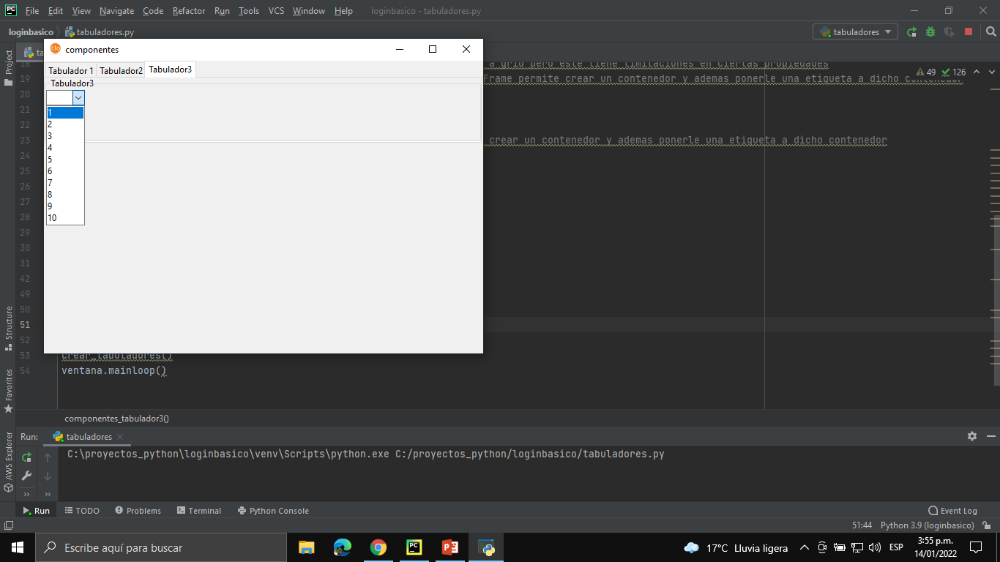 PC File Edit View Navigate Code Refactor Run Tools VCS Window Help loginbasico - tabuladores.py
loginbasico tabuladores.py tabuladores
componentes
Tabulador 1 Tabulador2 Tabulador3
Tabulador3
1
2
3
4
5
6
7
8
9
10
18 a grid pero este tiene limitaciones en ciertas propiedades
19 Frame permite crear un contenedor y ademas ponerle una etiqueta a dicho contenedor
49 126
20
21
22
23 crear un contenedor y ademas ponerle una etiqueta a dicho contenedor
24
25
26
27
28
29
30
31
42
49
50
51
52
53 crear_tabuladores()
54 ventana.mainloop()
componentes_tabulador3()
Project
Structure
Favorites
AWS Explorer
Run: tabuladores
C:\proyectos_python\loginbasico\venv\Scripts\python.exe C:/proyectos_python/loginbasico/tabuladores.py
Run TODO Problems Terminal Python Console Event Log
51:44 Python 3.9 (loginbasico)
Escribe aquí para buscar
PC
17°C Lluvia ligera
ESP
3:55 p.m.
14/01/2022